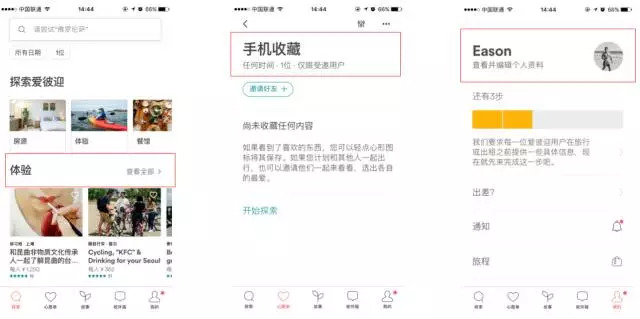 中国联通
14:44
66%
请尝试“佛罗伦萨”
所有日期
1位
探索爱彼迎
房源
体验
餐馆
体验
查看全部
和昆曲非物质文化传承
人一起了解昆曲的台...
每人 ¥1,250
Cycling, "KFC" &
Driving for your Seoul
每人 ¥362
探索
心愿单
故事
收件箱
我的
中国联通
14:44
66%
手机收藏
任何时间 · 1位 · 仅限受邀用户
邀请好友 +
尚未收藏任何内容
如果看到了喜欢的东西，您可以轻点心形图
标将其保存。如果您计划和其他人一起出
行，也可以邀请他们一起来看看，选出各自
的最爱。
开始探索
探索
心愿单
故事
收件箱
我的
中国联通
14:44
66%
Eason
查看并编辑个人资料
还有3步
我们要求每一位爱彼迎用户在旅行
或出租之前提供一些具体信息，现
在就先来完成这一步吧。
出差?
通知
旅程
探索
心愿单
故事
收件箱
我的